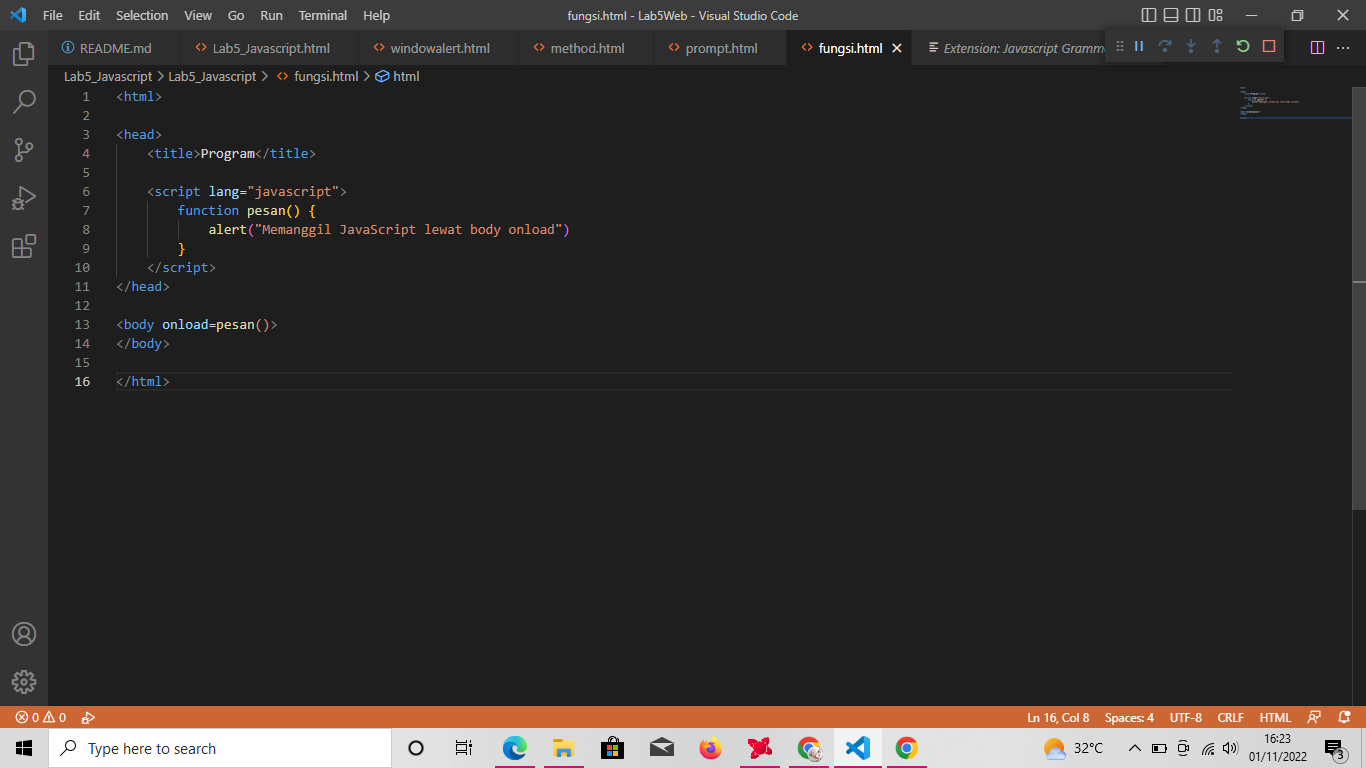 File Edit Selection View Go Run Terminal Help fungsi.html - Lab5Web - Visual Studio Code
README.md Lab5_Javascript.html windowalert.html method.html prompt.html fungsi.html Extension: Javascript Gramm
Lab5_Javascript > Lab5_Javascript > fungsi.html > html
1 <html>
2
3 <head>
4 <title>Program</title>
5
6 <script lang="javascript">
7 function pesan() {
8 alert("Memanggil JavaScript lewat body onload")
9 }
10 </script>
11 </head>
12
13 <body onload=pesan()>
14 </body>
15
16 </html>
0 0 Ln 16, Col 8 Spaces: 4 UTF-8 CRLF HTML
Type here to search 32°C 16:23
01/11/2022 3